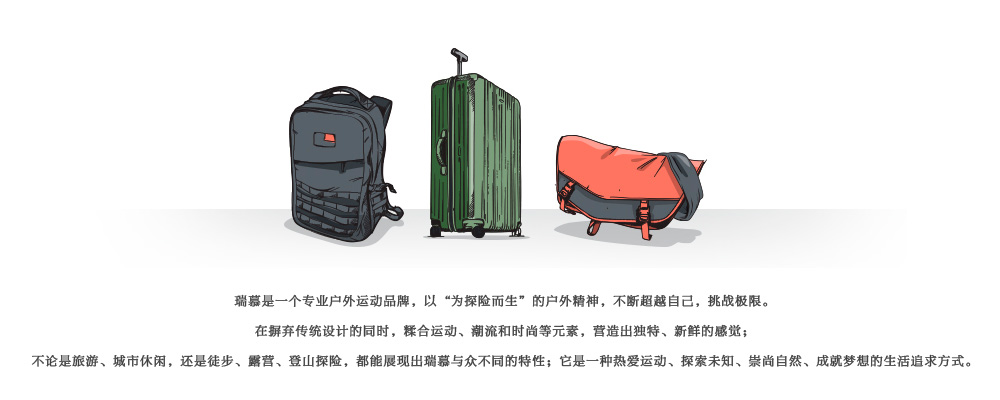 瑞慕是一个专业户外运动品牌，以“为探险而生”的户外精神，不断超越自己，挑战极限。
在摒弃传统设计的同时，糅合运动、潮流和时尚等元素，营造出独特、新鲜的感觉；
不论是旅游、城市休闲，还是徒步、露营、登山探险，都能展现出瑞慕与众不同的特性；它是一种热爱运动、探索未知、崇尚自然、成就梦想的生活追求方式。